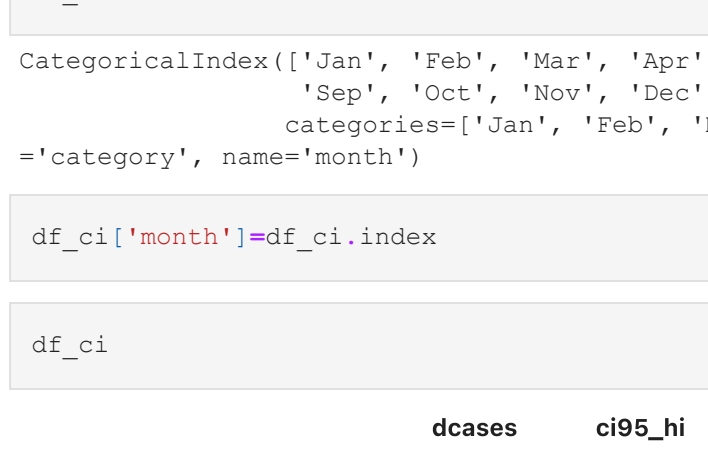 CategoricalIndex(['Jan', 'Feb', 'Mar', 'Apr'
'Sep', 'Oct', 'Nov', 'Dec'
categories=['Jan', 'Feb', '
='category', name='month')
df_ci['month']=df_ci.index
df_ci
dcases ci95_hi